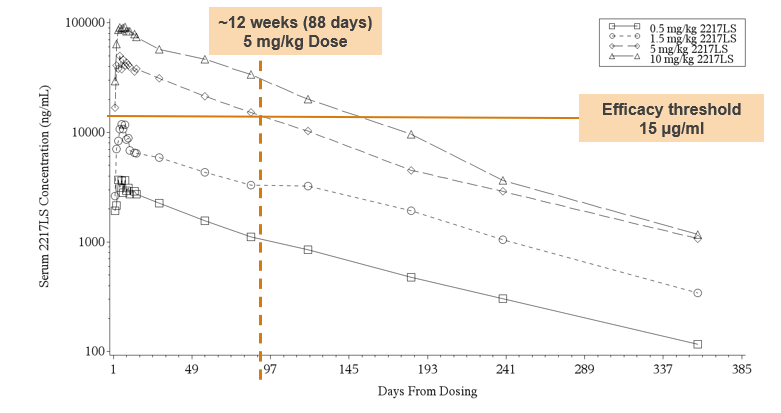 ~12 weeks (88 days)
5 mg/kg Dose
0.5 mg/kg 2217LS
1.5 mg/kg 2217LS
5 mg/kg 2217LS
10 mg/kg 2217LS
Efficacy threshold
15 µg/ml
Serum 2217LS Concentration (ng/mL)
100000
10000
1000
100
1
49
97
145
193
241
289
337
385
Days From Dosing